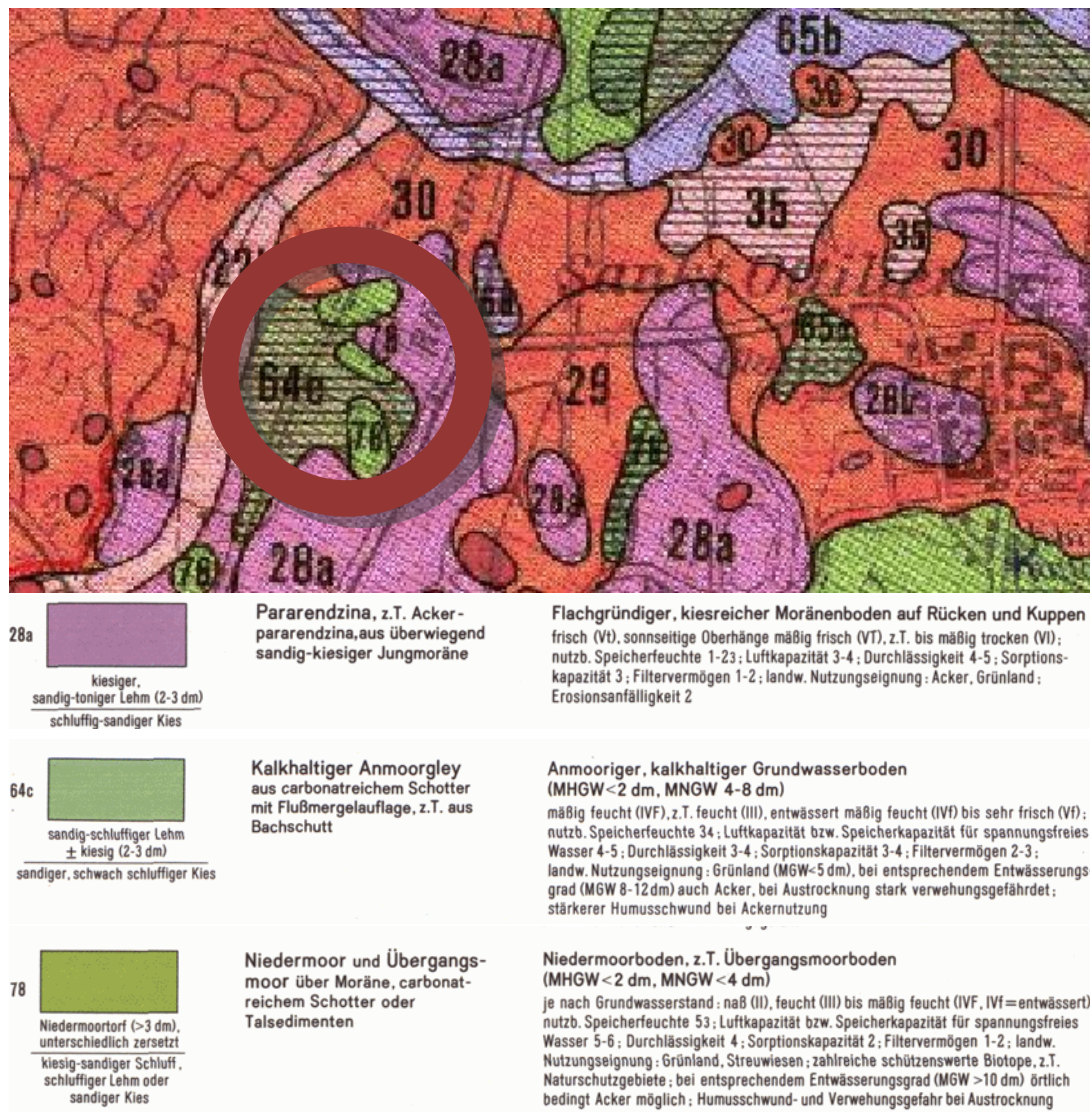 28a
65b
30
30
30
30
35
35
Sankt Ottilien
64c
78
29
28b
28a
28a
78
28a
28a
28a
Pararendzina, z.T. Acker-
pararendzina, aus überwiegend
sandig-kiesiger Jungmoräne
kiesiger,
sandig-toniger Lehm (2-3 dm)
schluffig-sandiger Kies
Flachgründiger, kiesreicher Moränenboden auf Rücken und Kuppen
frisch (Vt), sonnseitige Oberhänge mäßig frisch (VT), z.T. bis mäßig trocken (VI);
nutzb. Speicherfeuchte 1-23; Luftkapazität 3-4; Durchlässigkeit 4-5; Sorptions-
kapazität 3; Filtervermögen 1-2; landw. Nutzungseignung: Acker, Grünland;
Erosionsanfälligkeit 2
64c
Kalkhaltiger Anmoorgley
aus carbonatreichem Schotter
mit Flußmergelauflage, z.T. aus
Bachschutt
sandig-schluffiger Lehm
± kiesig (2-3 dm)
sandiger, schwach schluffiger Kies
Anmooriger, kalkhaltiger Grundwasserboden
(MHGW<2 dm, MNGW 4-8 dm)
mäßig feucht (IVF), z.T. feucht (III), entwässert mäßig feucht (IVf) bis sehr frisch (Vf);
nutzb. Speicherfeuchte 34; Luftkapazität bzw. Speicherkapazität für spannungsfreies
Wasser 4-5; Durchlässigkeit 3-4; Sorptionskapazität 3-4; Filtervermögen 2-3;
landw. Nutzungseignung: Grünland (MGW<5 dm), bei entsprechendem Entwässerungs-
grad (MGW 8-12 dm) auch Acker, bei Austrocknung stark verwehungsgefährdet;
stärkerer Humusschwund bei Ackernutzung
78
Niedermoor und Übergangs-
moor über Moräne, carbonat-
reichem Schotter oder
Talsedimenten
Niedermoortorf (>3 dm),
unterschiedlich zersetzt
kiesig-sandiger Schluff,
schluffiger Lehm oder
sandiger Kies
Niedermoorboden, z.T. Übergangsmoorboden
(MHGW<2 dm, MNGW<4 dm)
je nach Grundwasserstand: naß (II), feucht (III) bis mäßig feucht (IVF, IVf=entwässert)
nutzb. Speicherfeuchte 53; Luftkapazität bzw. Speicherkapazität für spannungsfreies
Wasser 5-6; Durchlässigkeit 4; Sorptionskapazität 2; Filtervermögen 1-2; landw.
Nutzungseignung: Grünland, Streuwiesen; zahlreiche schützenswerte Biotope, z.T.
Naturschutzgebiete; bei entsprechendem Entwässerungsgrad (MGW >10 dm) örtlich
bedingt Acker möglich; Humusschwund- und Verwehungsgefahr bei Austrocknung